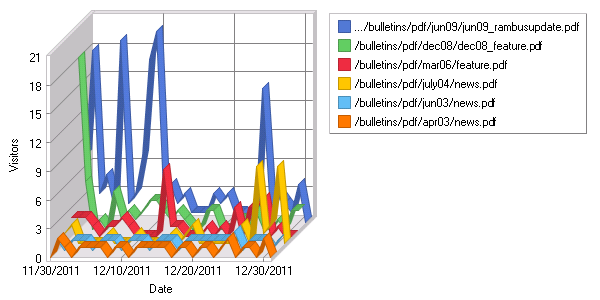 .../bulletins/pdf/jun09/jun09_rambusupdate.pdf
/bulletins/pdf/dec08/dec08_feature.pdf
/bulletins/pdf/mar06/feature.pdf
/bulletins/pdf/july04/news.pdf
/bulletins/pdf/jun03/news.pdf
/bulletins/pdf/apr03/news.pdf
21
18
15
12
9
6
3
0
Visitors
11/30/2011 12/10/2011 12/20/2011 12/30/2011
Date